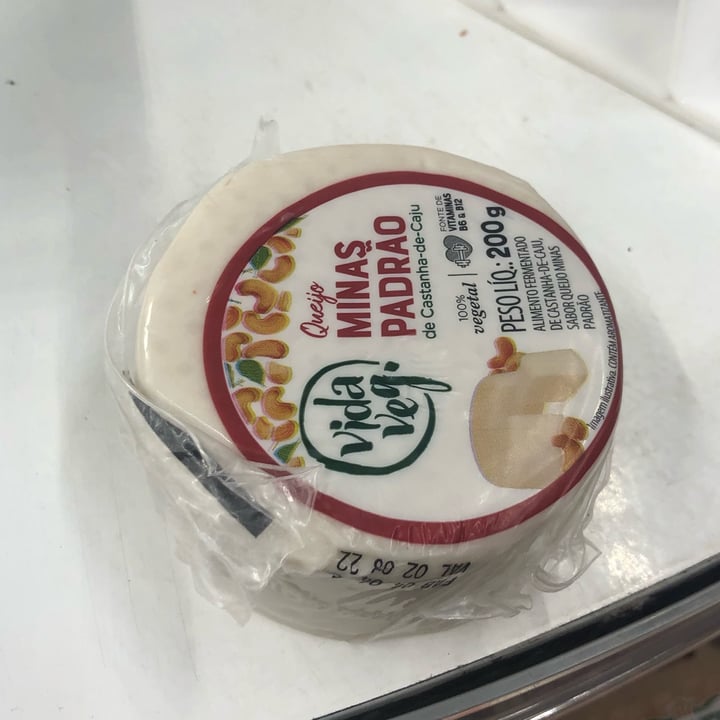 Queijo
MINAS
PADRÃO
de Castanha-de-Caju
vida
veg.
100%
vegetal
FONTE DE
VITAMINAS
B6 & B12
PESO LÍQ.: 200g
ALIMENTO FERMENTADO
DE CASTANHA-DE-CAJU,
SABOR QUEIJO MINAS
PADRÃO
Imagem ilustrativa. CONTÉM AROMATIZANTE.
VAL 02 08 22